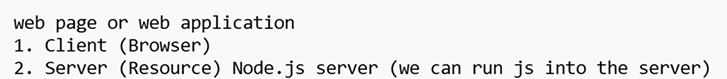 web page or web application
1. Client (Browser)
2. Server (Resource) Node.js server (we can run js into the server)